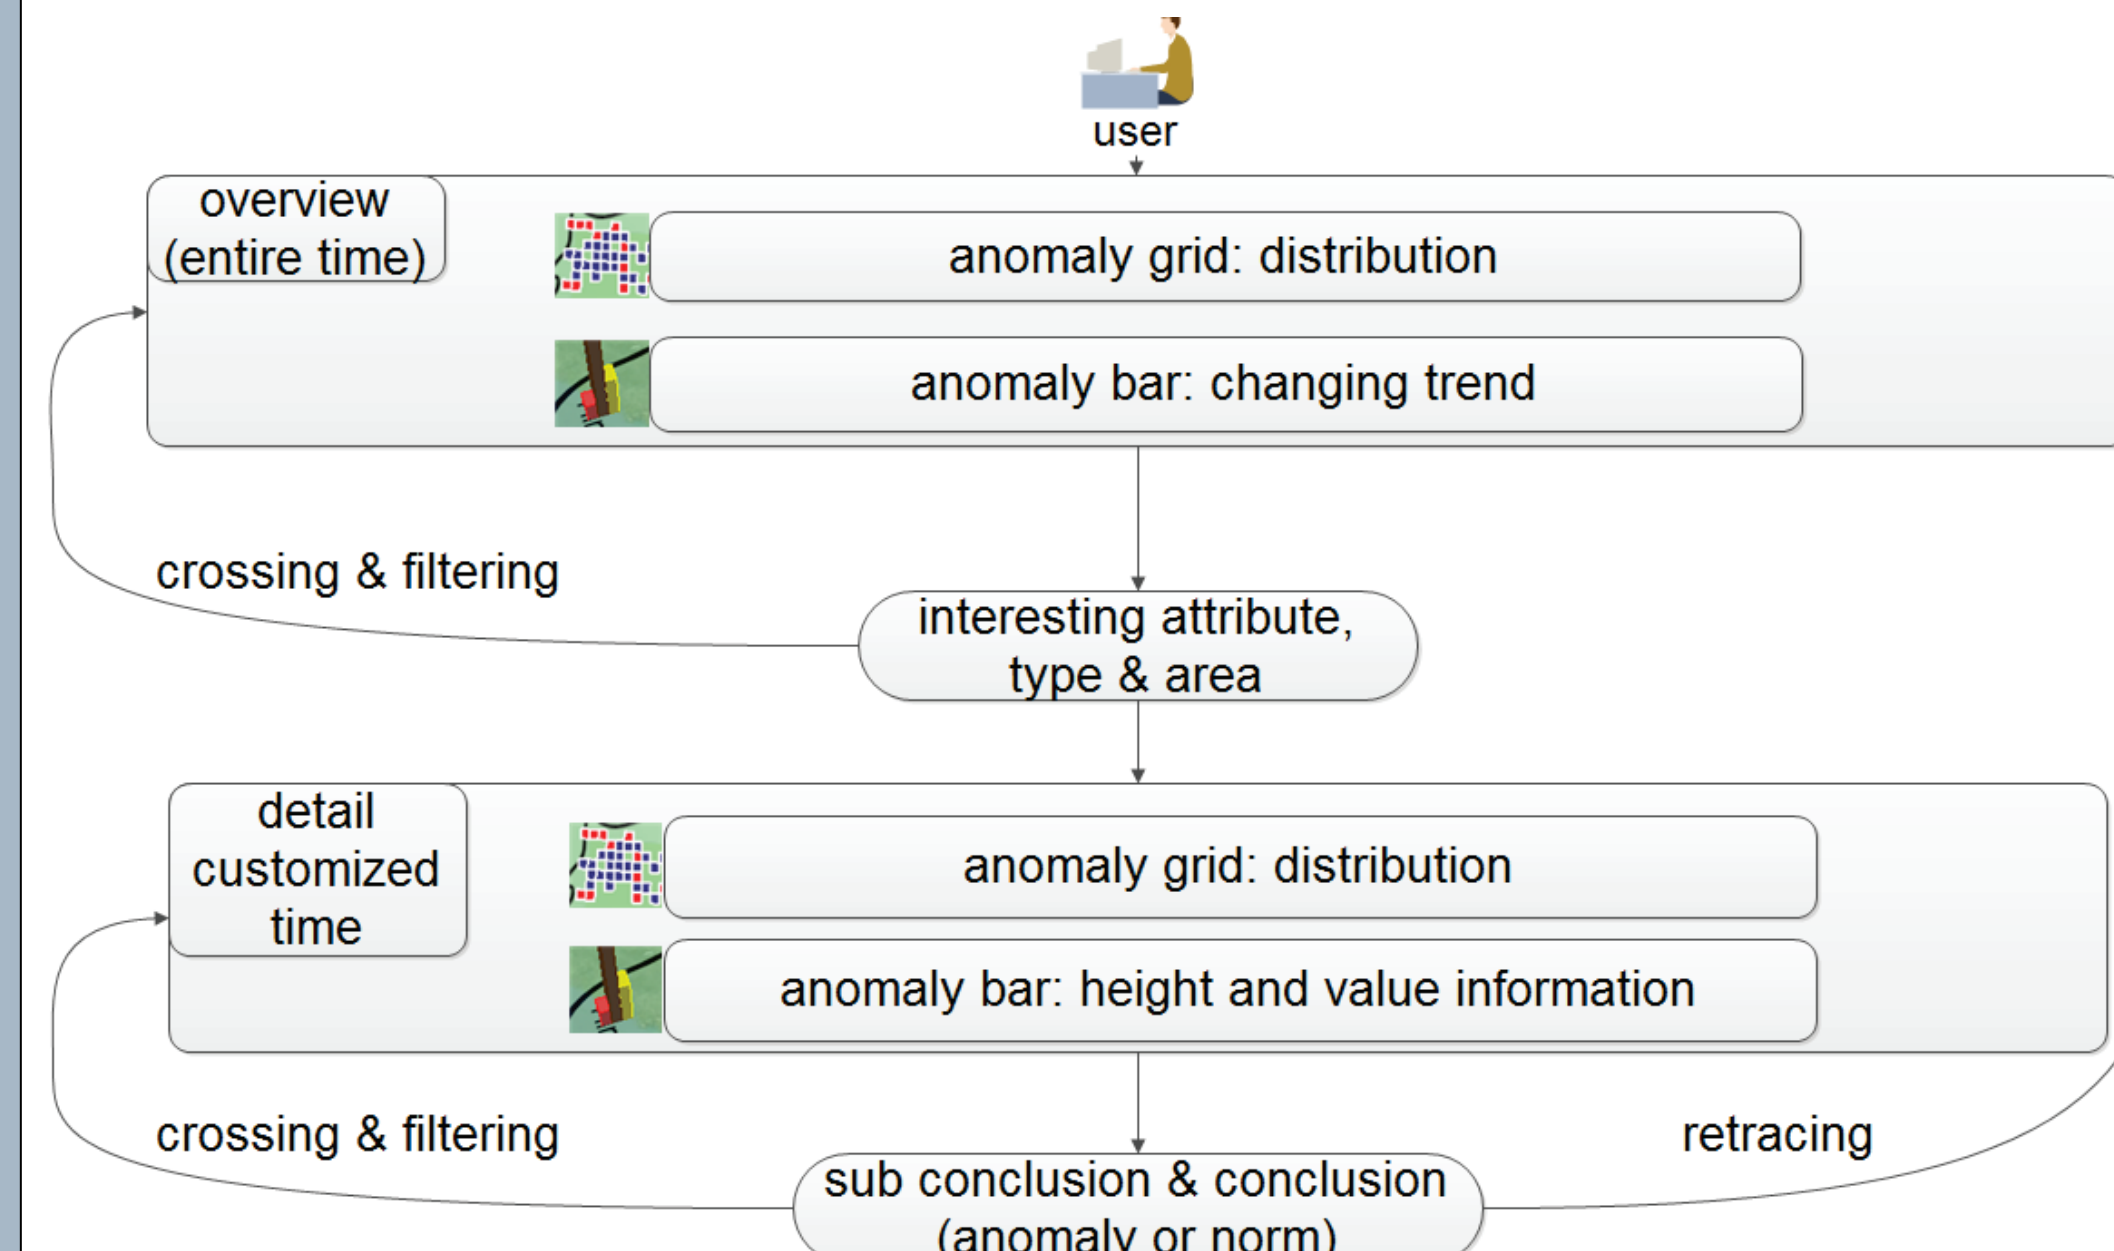 user
overview
(entire time)
anomaly grid: distribution
anomaly bar: changing trend
crossing & filtering
interesting attribute,
type & area
detail
customized
time
anomaly grid: distribution
anomaly bar: height and value information
crossing & filtering
retracing
sub conclusion & conclusion
(anomaly or norm)